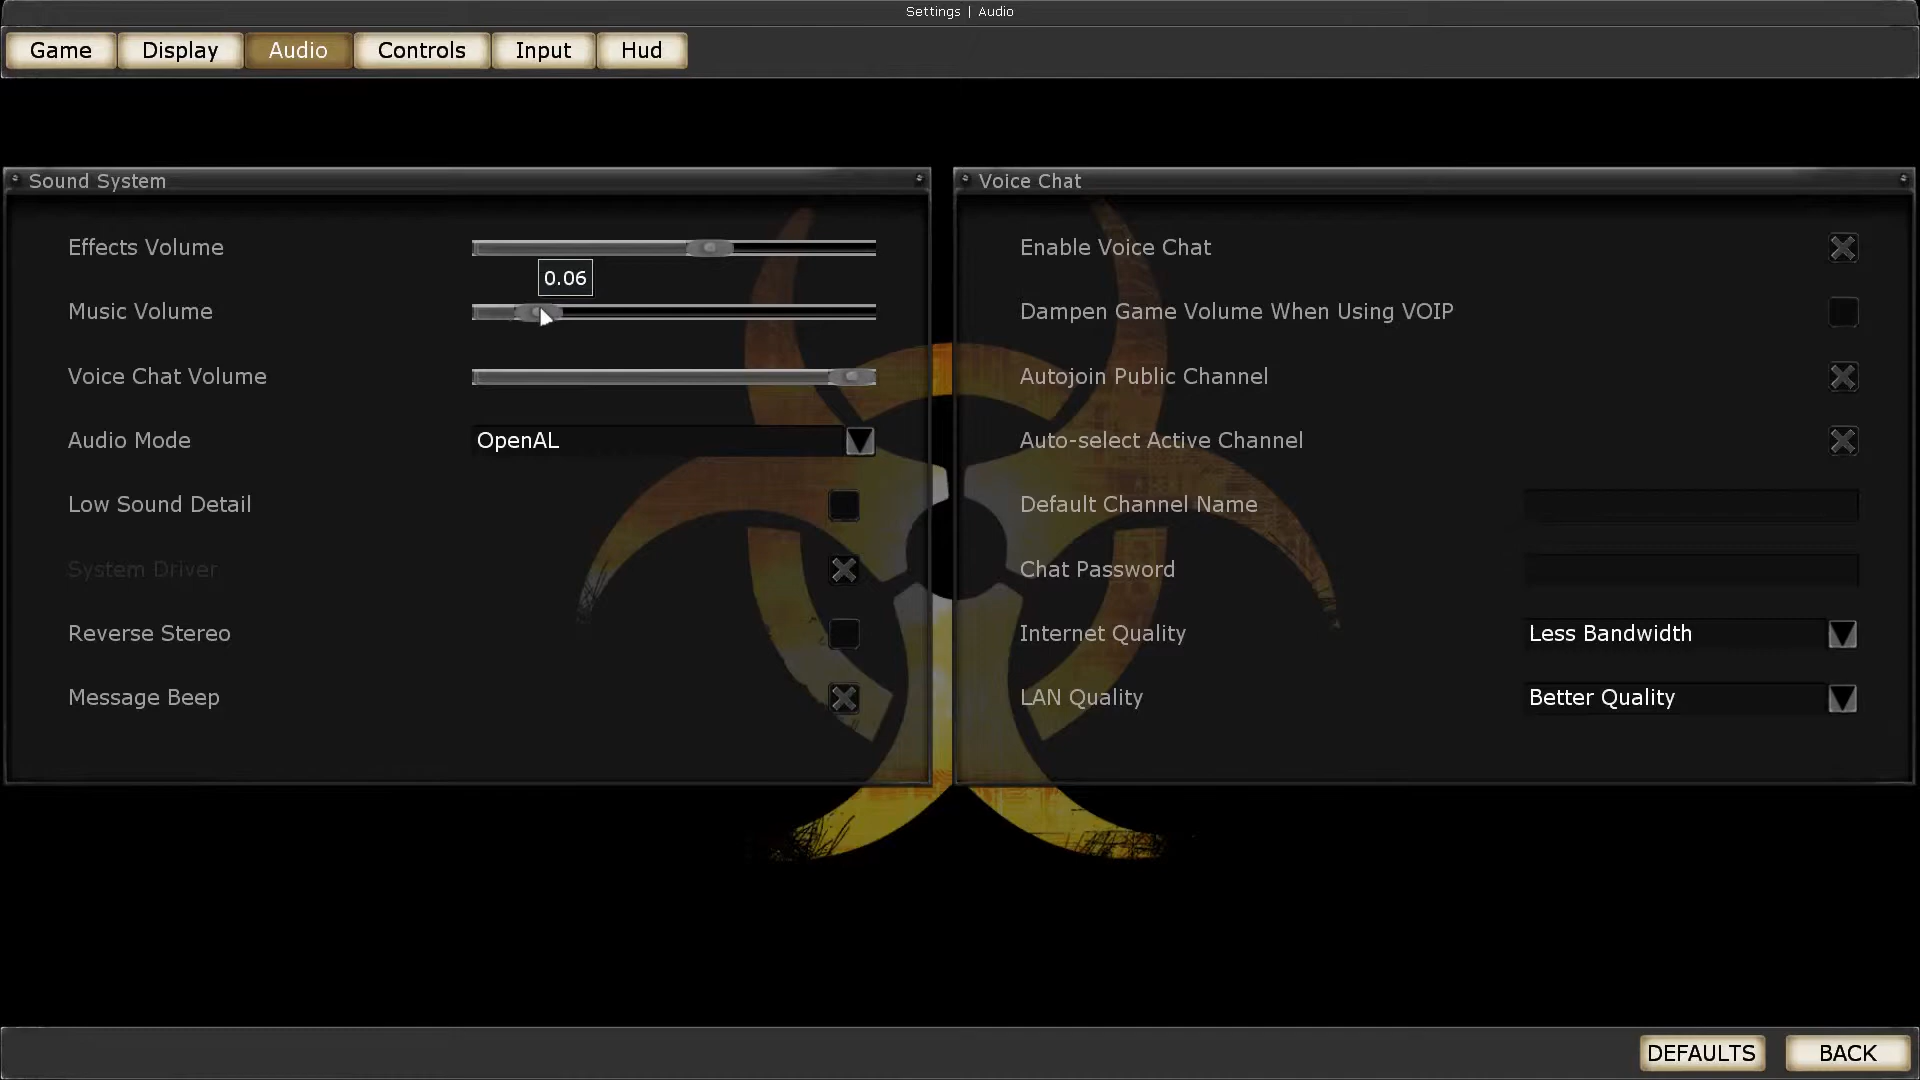 Settings | Audio
Game Display Audio Controls Input Hud
Sound System
Effects Volume
0.06
Music Volume
Voice Chat Volume
Audio Mode OpenAL
Low Sound Detail
System Driver
Reverse Stereo
Message Beep
Voice Chat
Enable Voice Chat
Dampen Game Volume When Using VOIP
Autojoin Public Channel
Auto-select Active Channel
Default Channel Name
Chat Password
Internet Quality Less Bandwidth
LAN Quality Better Quality
DEFAULTS BACK